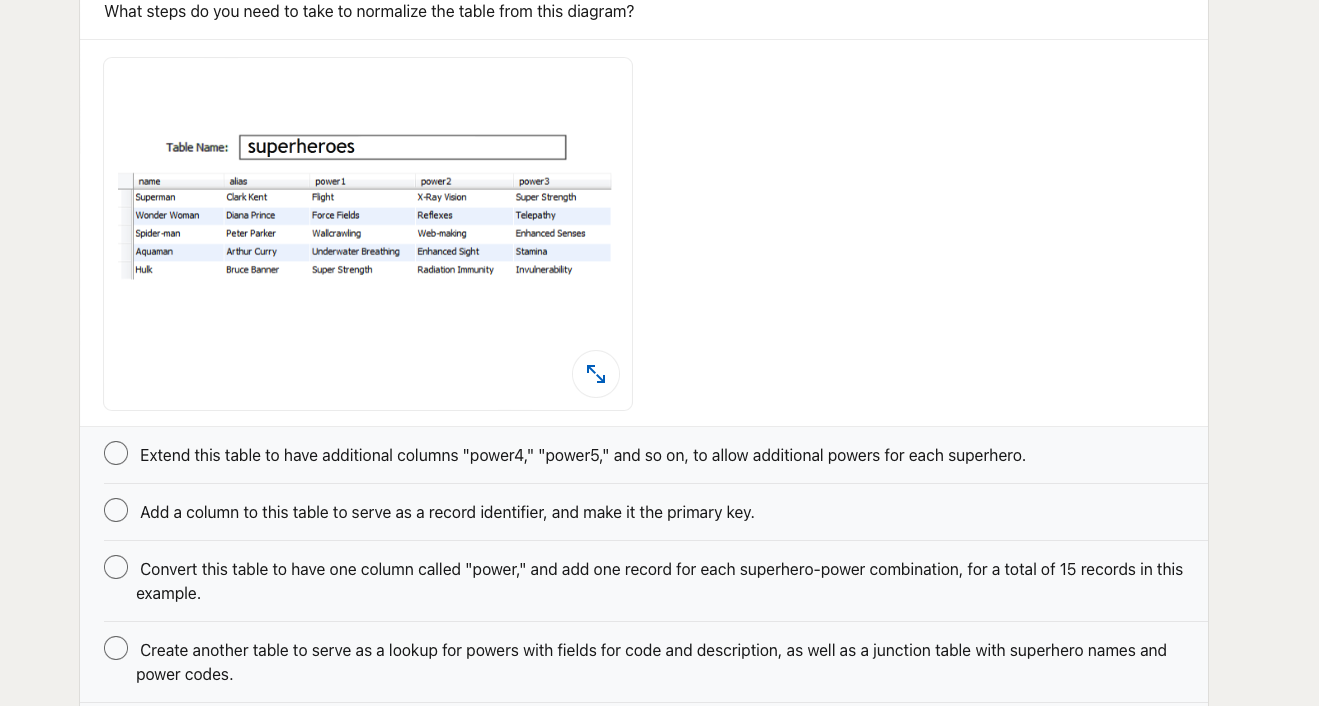 What steps do you need to take to normalize the table from this diagram?
Table Name: superheroes
name alias power1 power2 power3
Superman Clark Kent Flight X-Ray Vision Super Strength
Wonder Woman Diana Prince Force Fields Reflexes Telepathy
Spider-man Peter Parker Wallcrawling Web-making Enhanced Senses
Aquaman Arthur Curry Underwater Breathing Enhanced Sight Stamina
Hulk Bruce Banner Super Strength Radiation Immunity Invulnerability
Extend this table to have additional columns "power4," "power5," and so on, to allow additional powers for each superhero.
Add a column to this table to serve as a record identifier, and make it the primary key.
Convert this table to have one column called "power," and add one record for each superhero-power combination, for a total of 15 records in this
example.
Create another table to serve as a lookup for powers with fields for code and description, as well as a junction table with superhero names and
power codes.